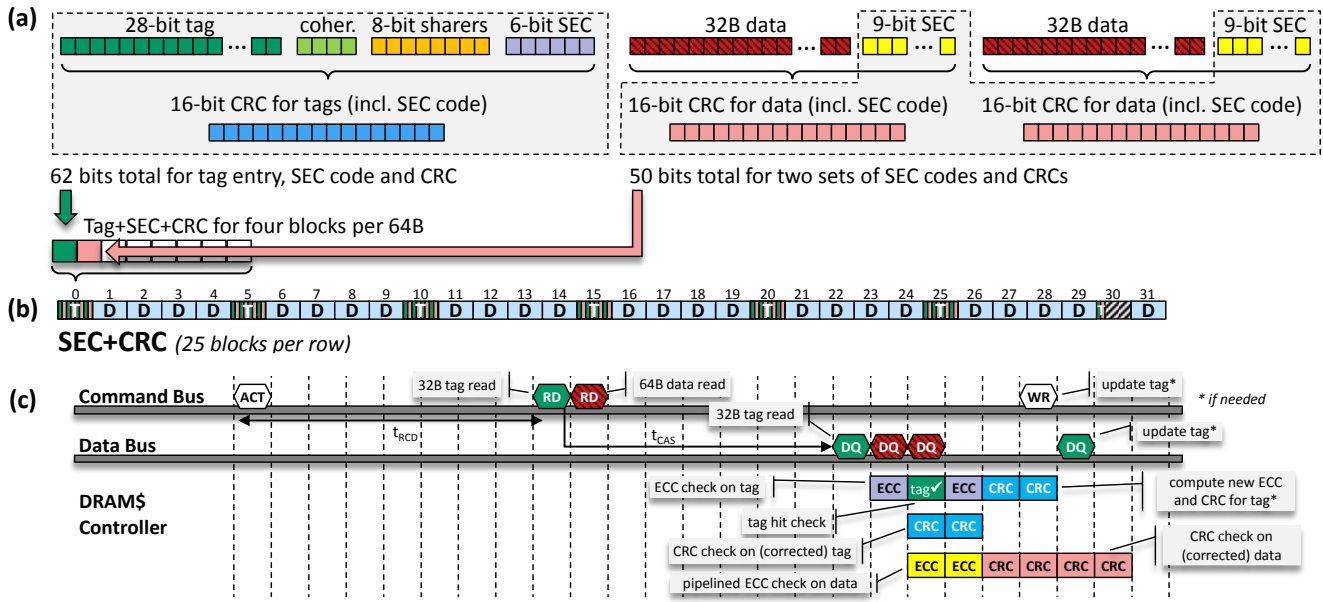 (a)
28-bit tag
coher.
8-bit sharers
6-bit SEC
32B data
9-bit SEC
32B data
9-bit SEC
...
...
...
...
...
16-bit CRC for tags (incl. SEC code)
16-bit CRC for data (incl. SEC code)
16-bit CRC for data (incl. SEC code)
62 bits total for tag entry, SEC code and CRC
50 bits total for two sets of SEC codes and CRCs
Tag+SEC+CRC for four blocks per 64B
0 1 2 3 4 5 6 7 8 9 10 11 12 13 14 15 16 17 18 19 20 21 22 23 24 25 26 27 28 29 30 31
(b)
T D D D D T D D D D T D D D D T D D D D T D D D D T D D D D T D
SEC+CRC (25 blocks per row)
(c)
Command Bus
ACT
32B tag read
RD
RD
64B data read
WR
update tag*
* if needed
tRCD
tCAS
32B tag read
Data Bus
DQ
DQ
DQ
DQ
update tag*
DRAM$
Controller
ECC check on tag
ECC tag✓ ECC CRC CRC
compute new ECC
and CRC for tag*
tag hit check
CRC check on (corrected) tag
CRC CRC
CRC check on
(corrected) data
pipelined ECC check on data
ECC ECC CRC CRC CRC CRC